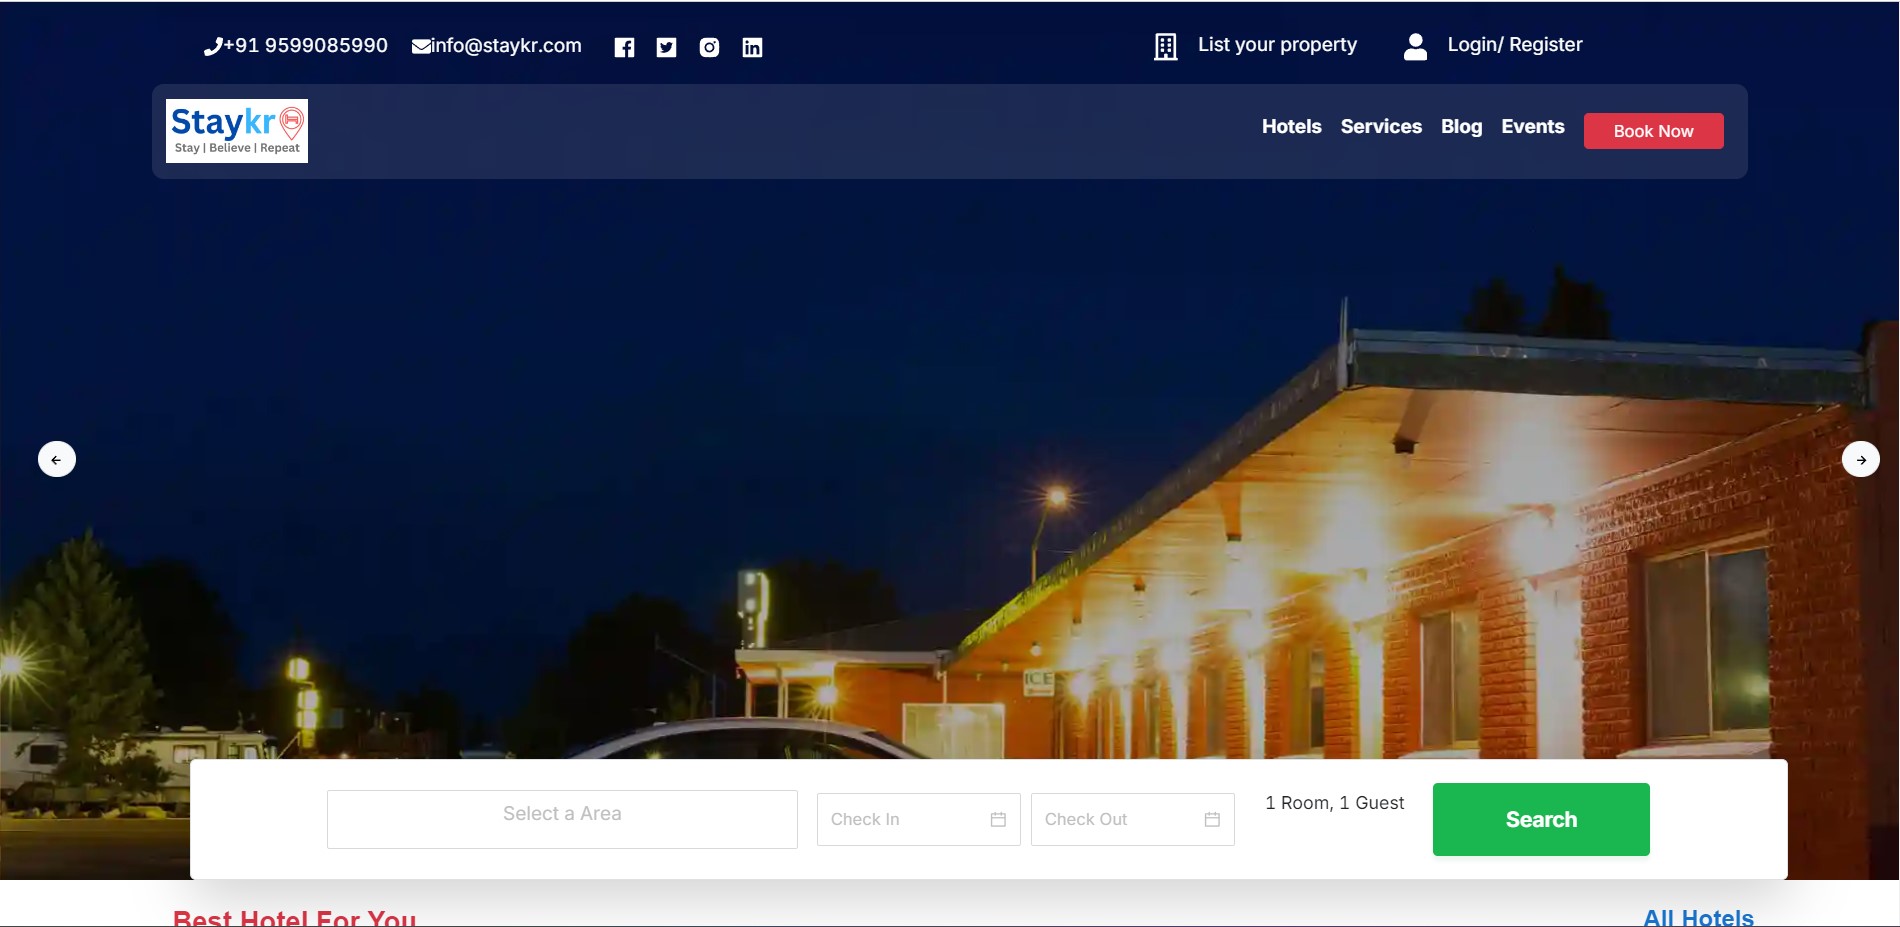 +91 9599085990 info@staykr.com List your property Login/ Register
Staykr
Stay | Believe | Repeat
Hotels Services Blog Events Book Now
ICE
Select a Area Check In Check Out 1 Room, 1 Guest Search
Best Hotel For You All Hotels